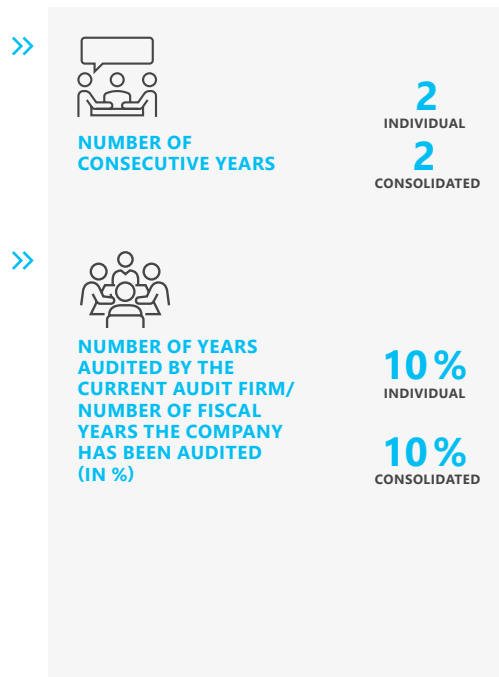 NUMBER OF
CONSECUTIVE YEARS
2
INDIVIDUAL
2
CONSOLIDATED
NUMBER OF YEARS
AUDITED BY THE
CURRENT AUDIT FIRM/
NUMBER OF FISCAL
YEARS THE COMPANY
HAS BEEN AUDITED
(IN %)
10 %
INDIVIDUAL
10 %
CONSOLIDATED